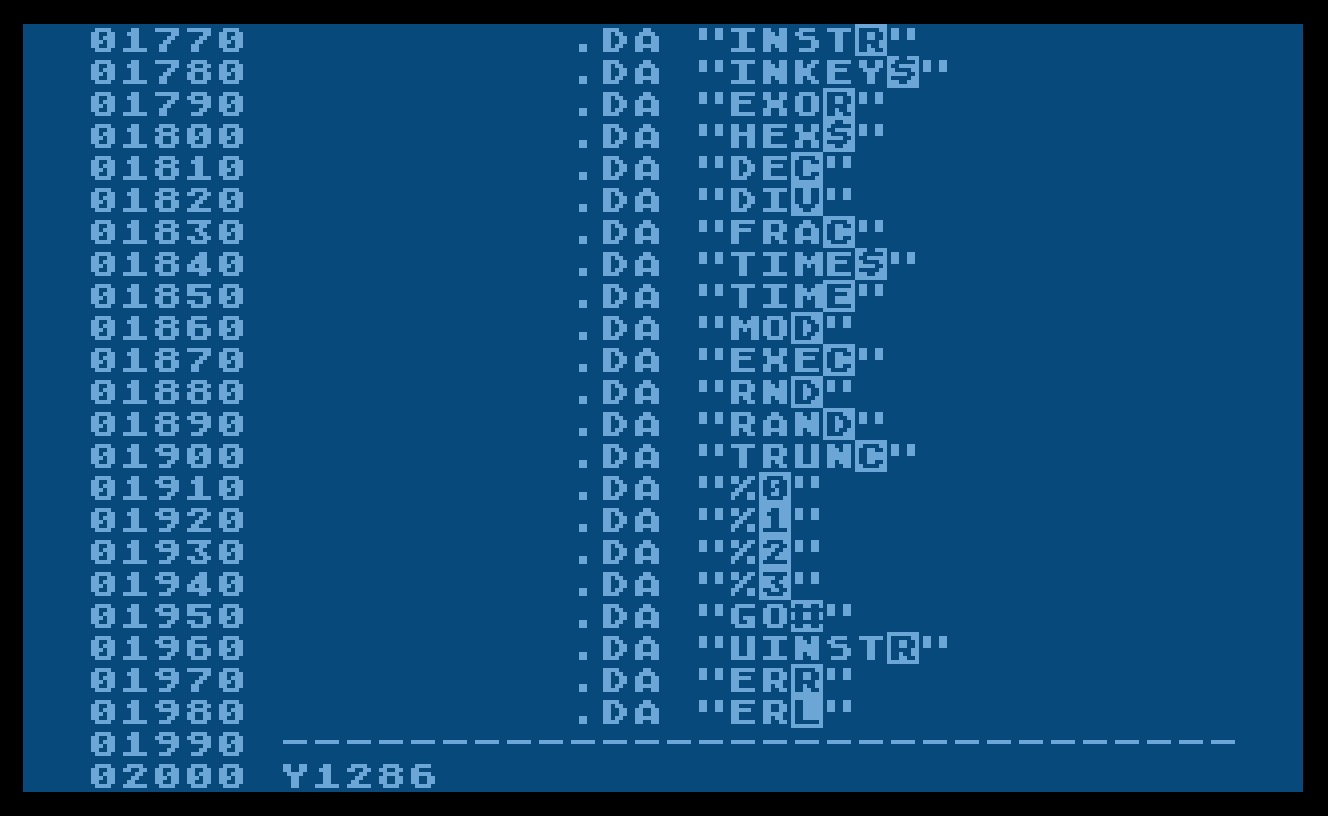 01770 .DA "INSTR"
01780 .DA "INKEY$"
01790 .DA "EXOR"
01800 .DA "HEX$"
01810 .DA "DEC"
01820 .DA "DIV"
01830 .DA "FRAC"
01840 .DA "TIME$"
01850 .DA "TIME"
01860 .DA "MOD"
01870 .DA "EXEC"
01880 .DA "RND"
01890 .DA "RAND"
01900 .DA "TRUNC"
01910 .DA "%0"
01920 .DA "%1"
01930 .DA "%2"
01940 .DA "%3"
01950 .DA "GO#"
01960 .DA "UINSTR"
01970 .DA "ERR"
01980 .DA "ERL"
01990 ------------------------------
02000 Y1286